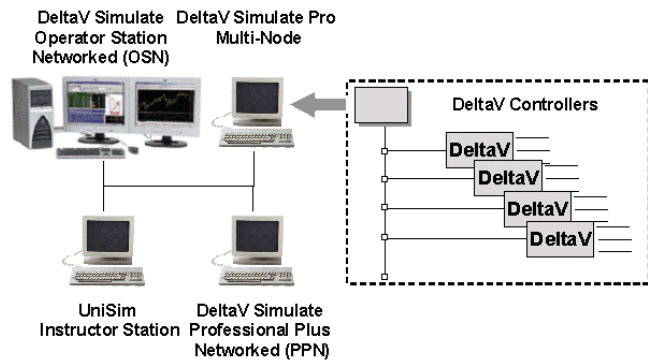 DeltaV Simulate
Operator Station
Networked (OSN)
DeltaV Simulate Pro
Multi-Node
DeltaV Controllers
DeltaV
DeltaV
DeltaV
DeltaV
UniSim
Instructor Station
DeltaV Simulate
Professional Plus
Networked (PPN)